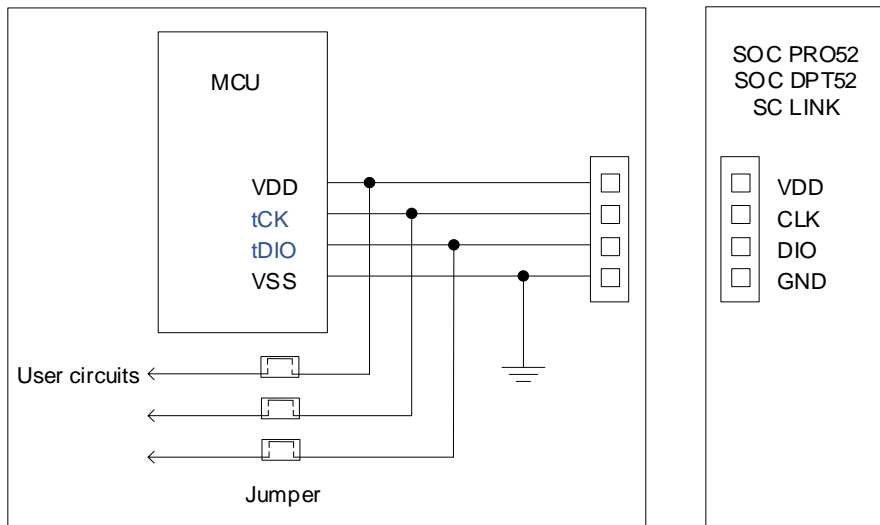 MCU
VDD
tCK
tDIO
VSS
User circuits
Jumper
SOC PRO52
SOC DPT52
SC LINK
VDD
CLK
DIO
GND